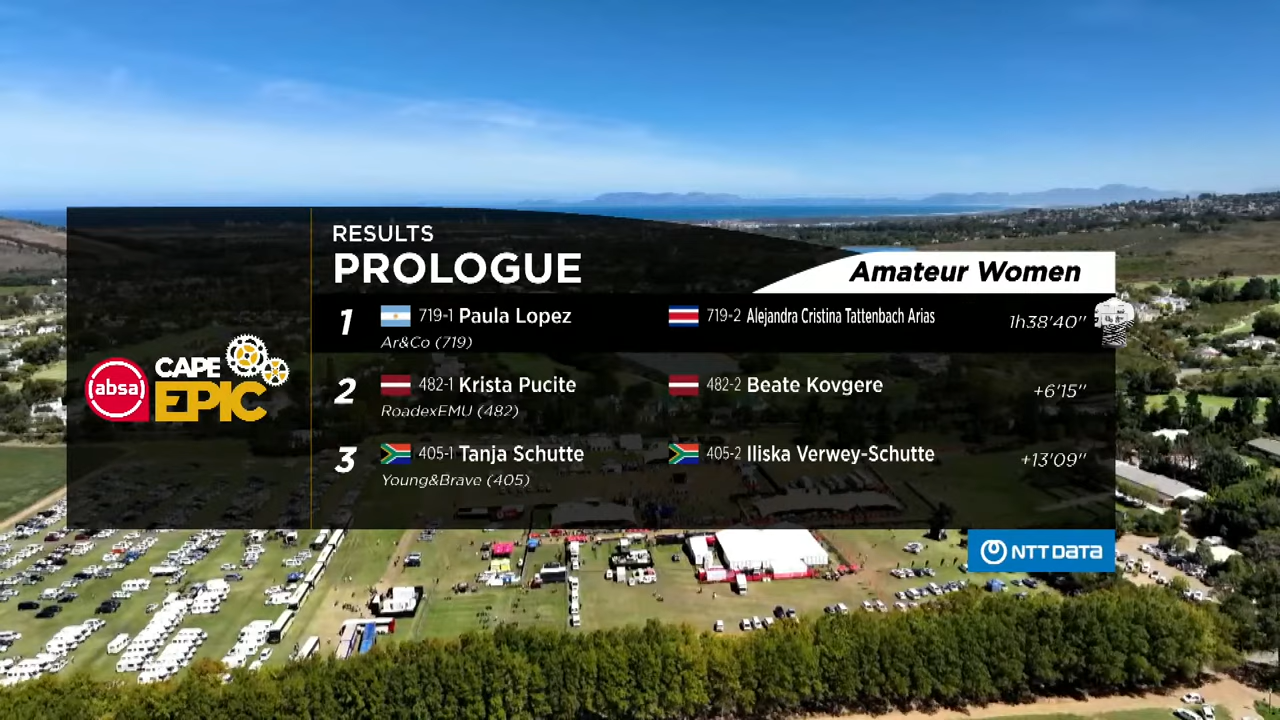 RESULTS
PROLOGUE
Amateur Women
1 719-1 Paula Lopez 719-2 Alejandra Cristina Tattenbach Arias 1h38'40''
Ar&Co (719)
absa CAPE EPIC
2 482-1 Krista Pucite 482-2 Beate Kovgere +6'15''
RoadexEMU (482)
3 405-1 Tanja Schutte 405-2 Iliska Verwey-Schutte +13'09''
Young&Brave (405)
NTT DATA